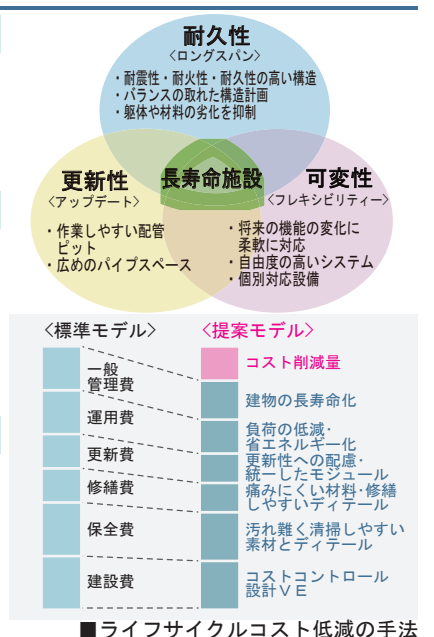 耐久性
〈ロングスパン〉
・耐震性・耐火性・耐久性の高い構造
・バランスの取れた構造計画
・躯体や材料の劣化を抑制
長寿命施設
更新性
〈アップデート〉
・作業しやすい配管
ピット
・広めのパイプスペース
可変性
〈フレキシビリティー〉
・将来の機能の変化に
柔軟に対応
・自由度の高いシステム
・個別対応設備
〈標準モデル〉
一般
管理費
運用費
更新費
修繕費
保全費
建設費
〈提案モデル〉
コスト削減量
建物の長寿命化
負荷の低減・
省エネルギー化
更新性への配慮・
統一したモジュール
痛みにくい材料・修繕
しやすいディテール
汚れ難く清掃しやすい
素材とディテール
コストコントロール
設計ＶＥ
■ライフサイクルコスト低減の手法